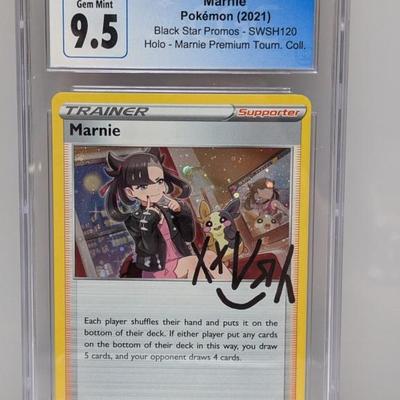 Gem Mint
9.5
Marnie
Pokémon (2021)
Black Star Promos - SWSH120
Holo - Marnie Premium Tourn. Coll.
TRAINER
Supporter
Marnie
Each player shuffles their hand and puts it on the
bottom of their deck. If either player put any cards
on the bottom of their deck in this way, you draw
5 cards, and your opponent draws 4 cards.